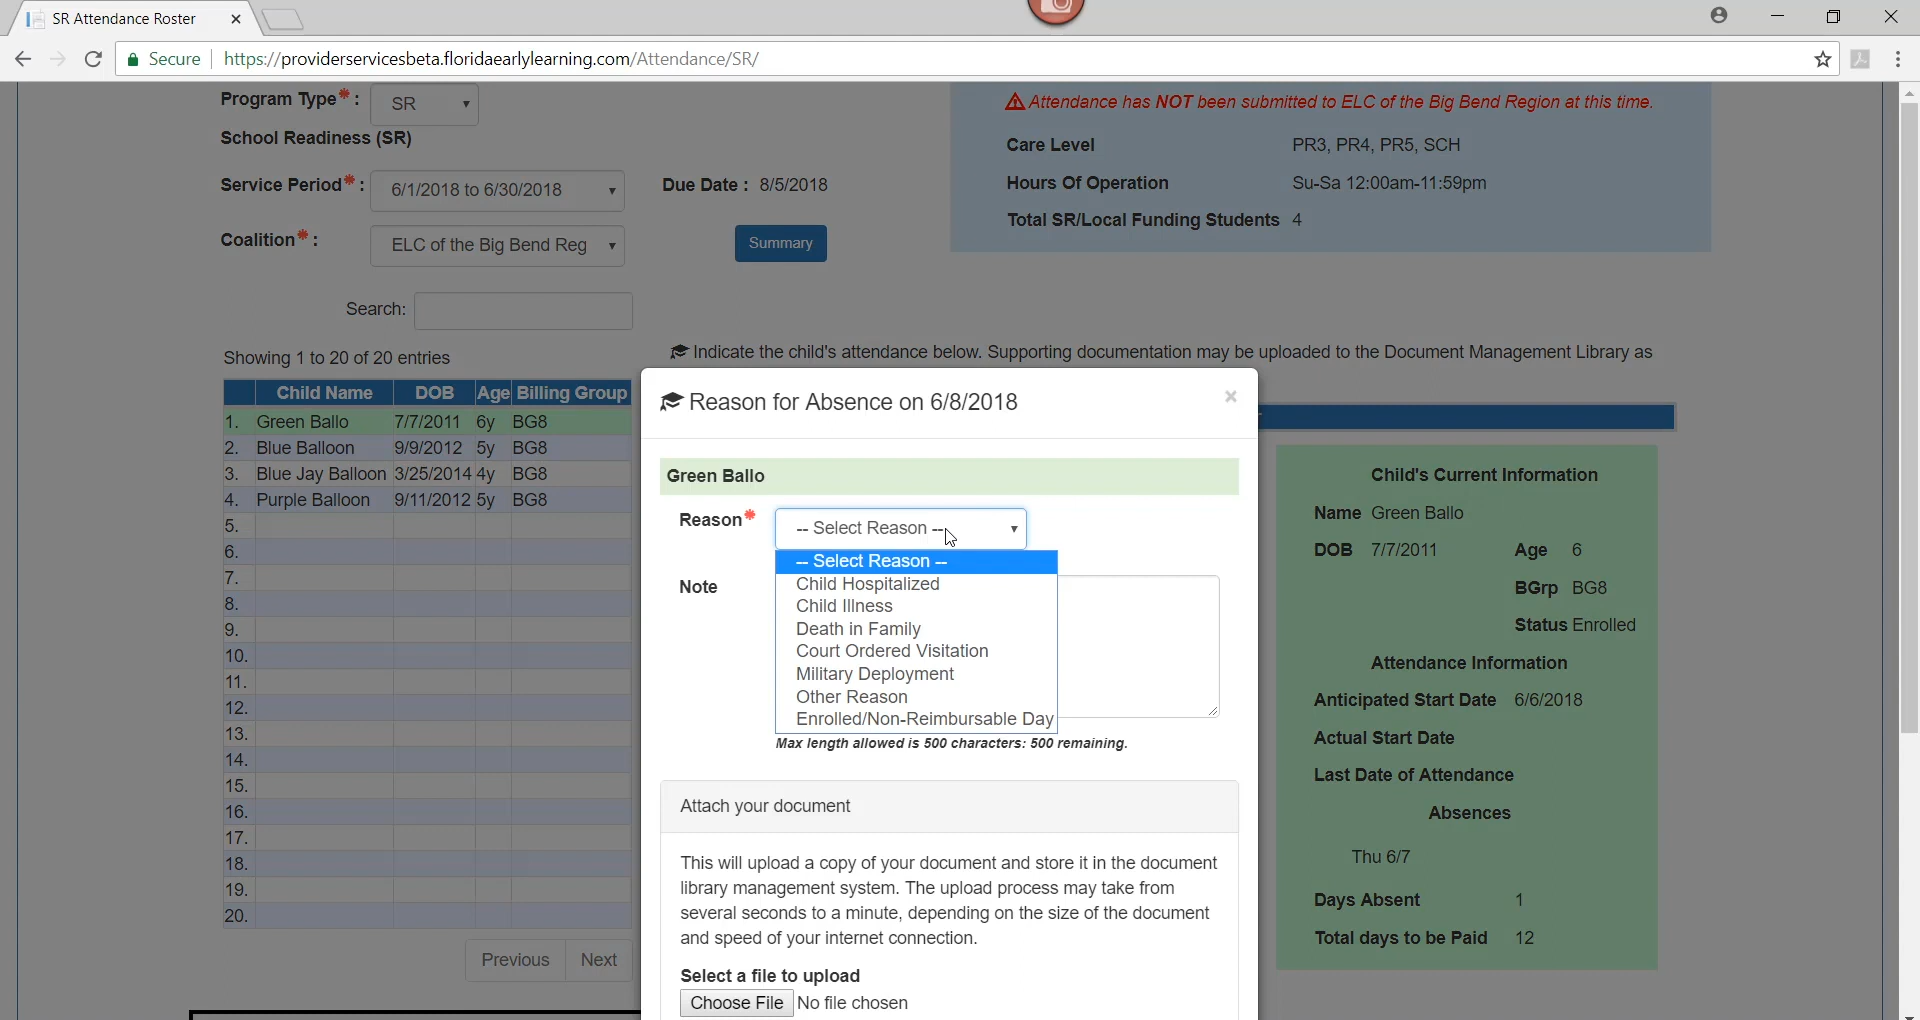 SR Attendance Roster
Secure https://providerservicesbeta.floridaearlylearning.com/Attendance/SR/
Program Type* : SR
School Readiness (SR)
Service Period* : 6/1/2018 to 6/30/2018 Due Date : 8/5/2018
Coalition* : ELC of the Big Bend Reg Summary
Attendance has NOT been submitted to ELC of the Big Bend Region at this time.
Care Level PR3, PR4, PR5, SCH
Hours Of Operation Su-Sa 12:00am-11:59pm
Total SR/Local Funding Students 4
Search:
Showing 1 to 20 of 20 entries
Indicate the child's attendance below. Supporting documentation may be uploaded to the Document Management Library as
Child Name DOB Age Billing Group
1. Green Ballo 7/7/2011 6y BG8
2. Blue Balloon 9/9/2012 5y BG8
3. Blue Jay Balloon 3/25/2014 4y BG8
4. Purple Balloon 9/11/2012 5y BG8
5.
6.
7.
8.
9.
10.
11.
12.
13.
14.
15.
16.
17.
18.
19.
20.
Previous Next
Reason for Absence on 6/8/2018 ×
Green Ballo
Reason* -- Select Reason --
-- Select Reason --
Child Hospitalized
Child Illness
Death in Family
Court Ordered Visitation
Military Deployment
Other Reason
Enrolled/Non-Reimbursable Day
Note
Max length allowed is 500 characters: 500 remaining.
Attach your document
This will upload a copy of your document and store it in the document
library management system. The upload process may take from
several seconds to a minute, depending on the size of the document
and speed of your internet connection.
Select a file to upload
Choose File No file chosen
Child's Current Information
Name Green Ballo
DOB 7/7/2011 Age 6
BGrp BG8
Status Enrolled
Attendance Information
Anticipated Start Date 6/6/2018
Actual Start Date
Last Date of Attendance
Absences
Thu 6/7
Days Absent 1
Total days to be Paid 12